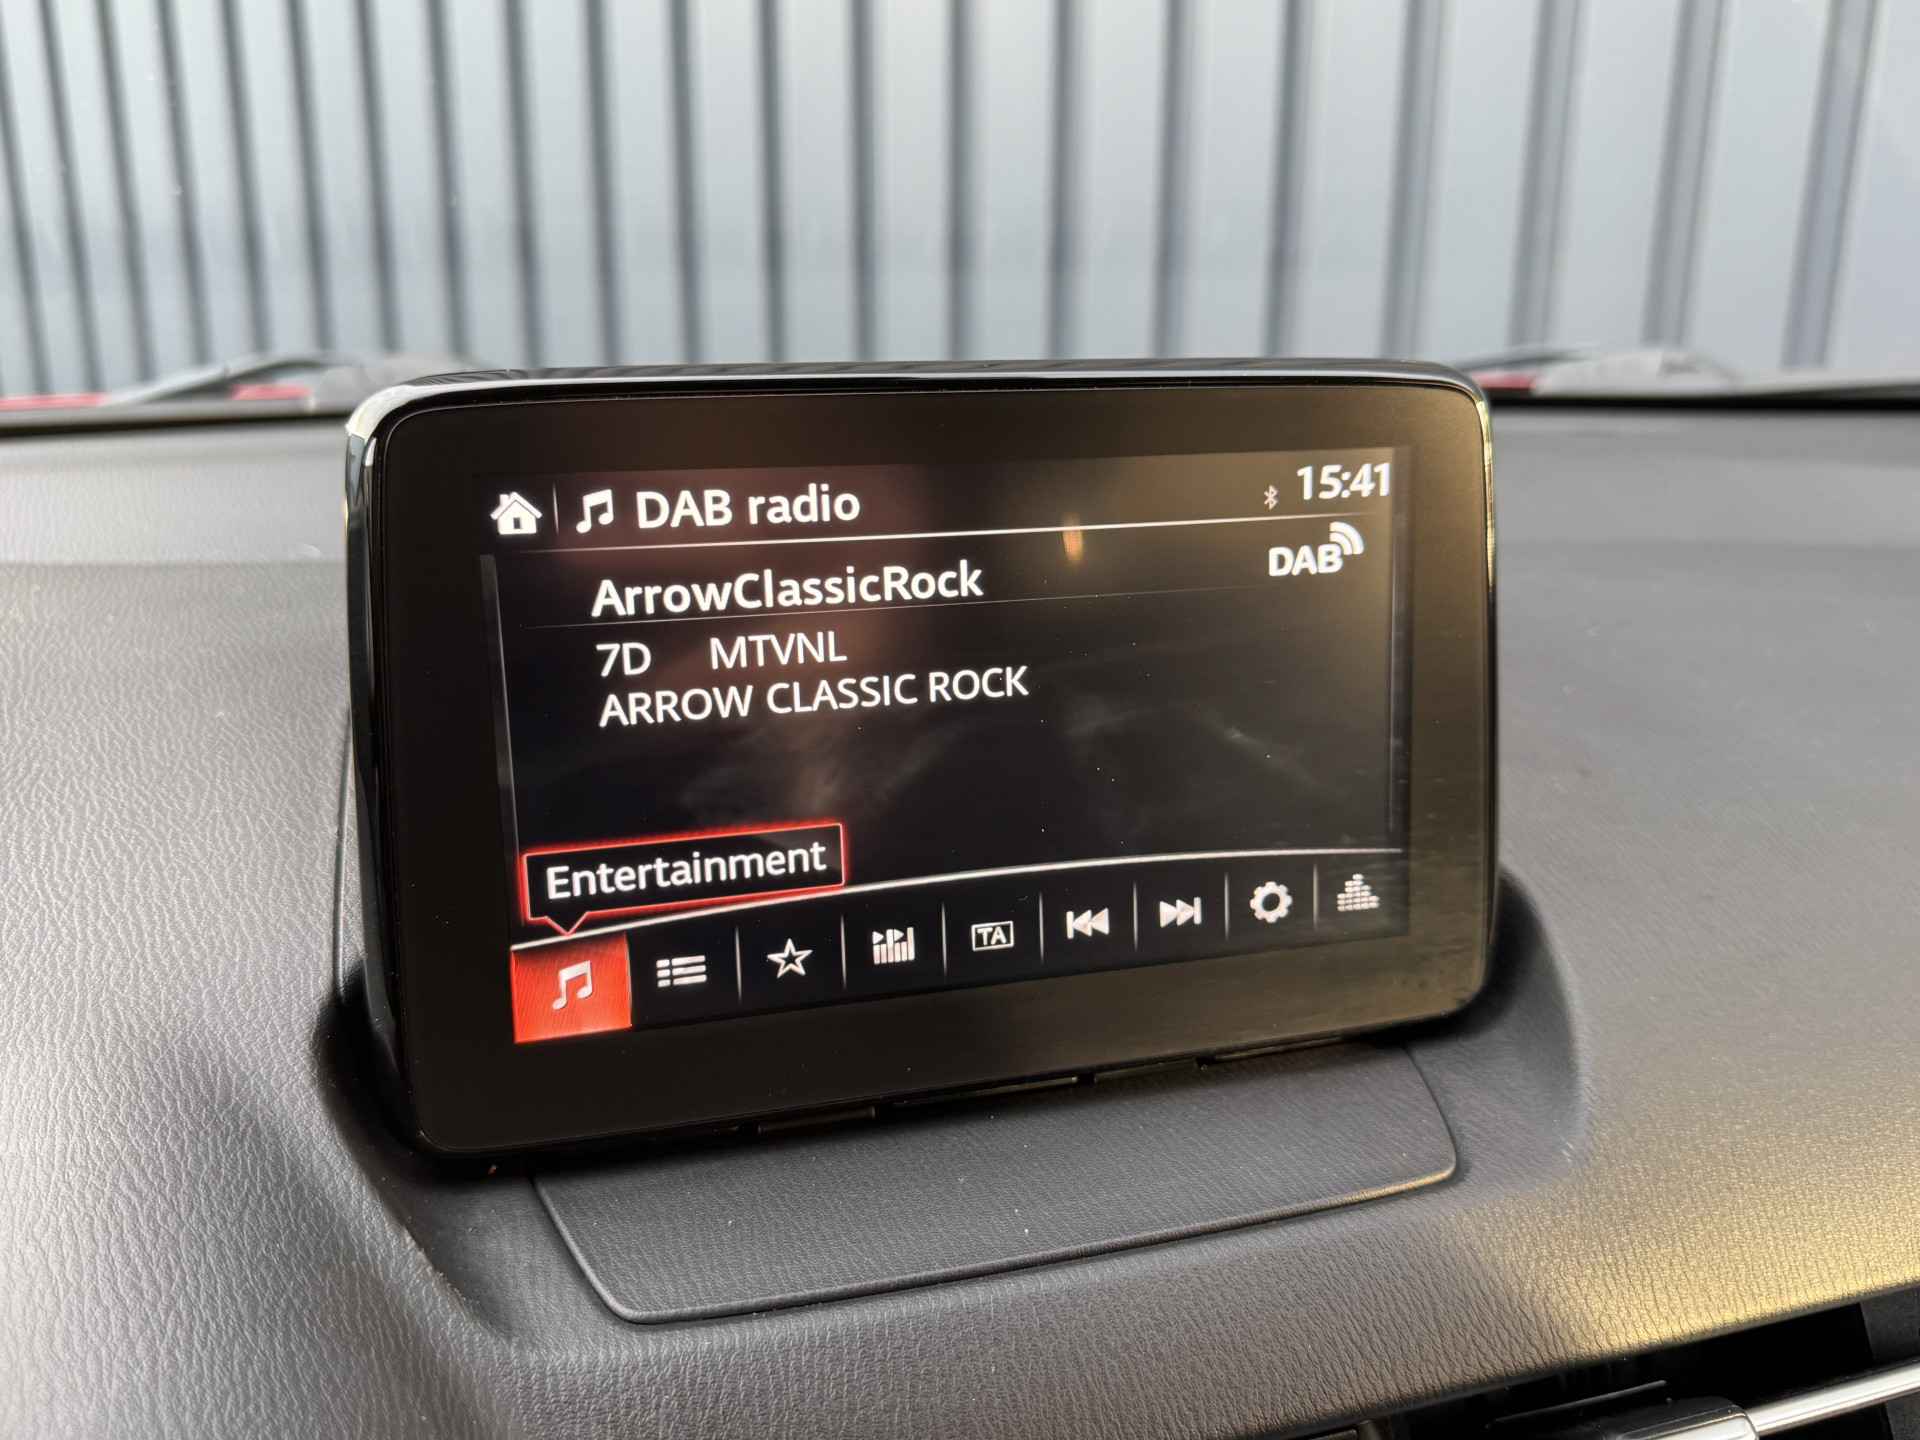 DAB radio
15:41
ArrowClassicRock
DAB
7D MTVNL
ARROW CLASSIC ROCK
Entertainment
TA